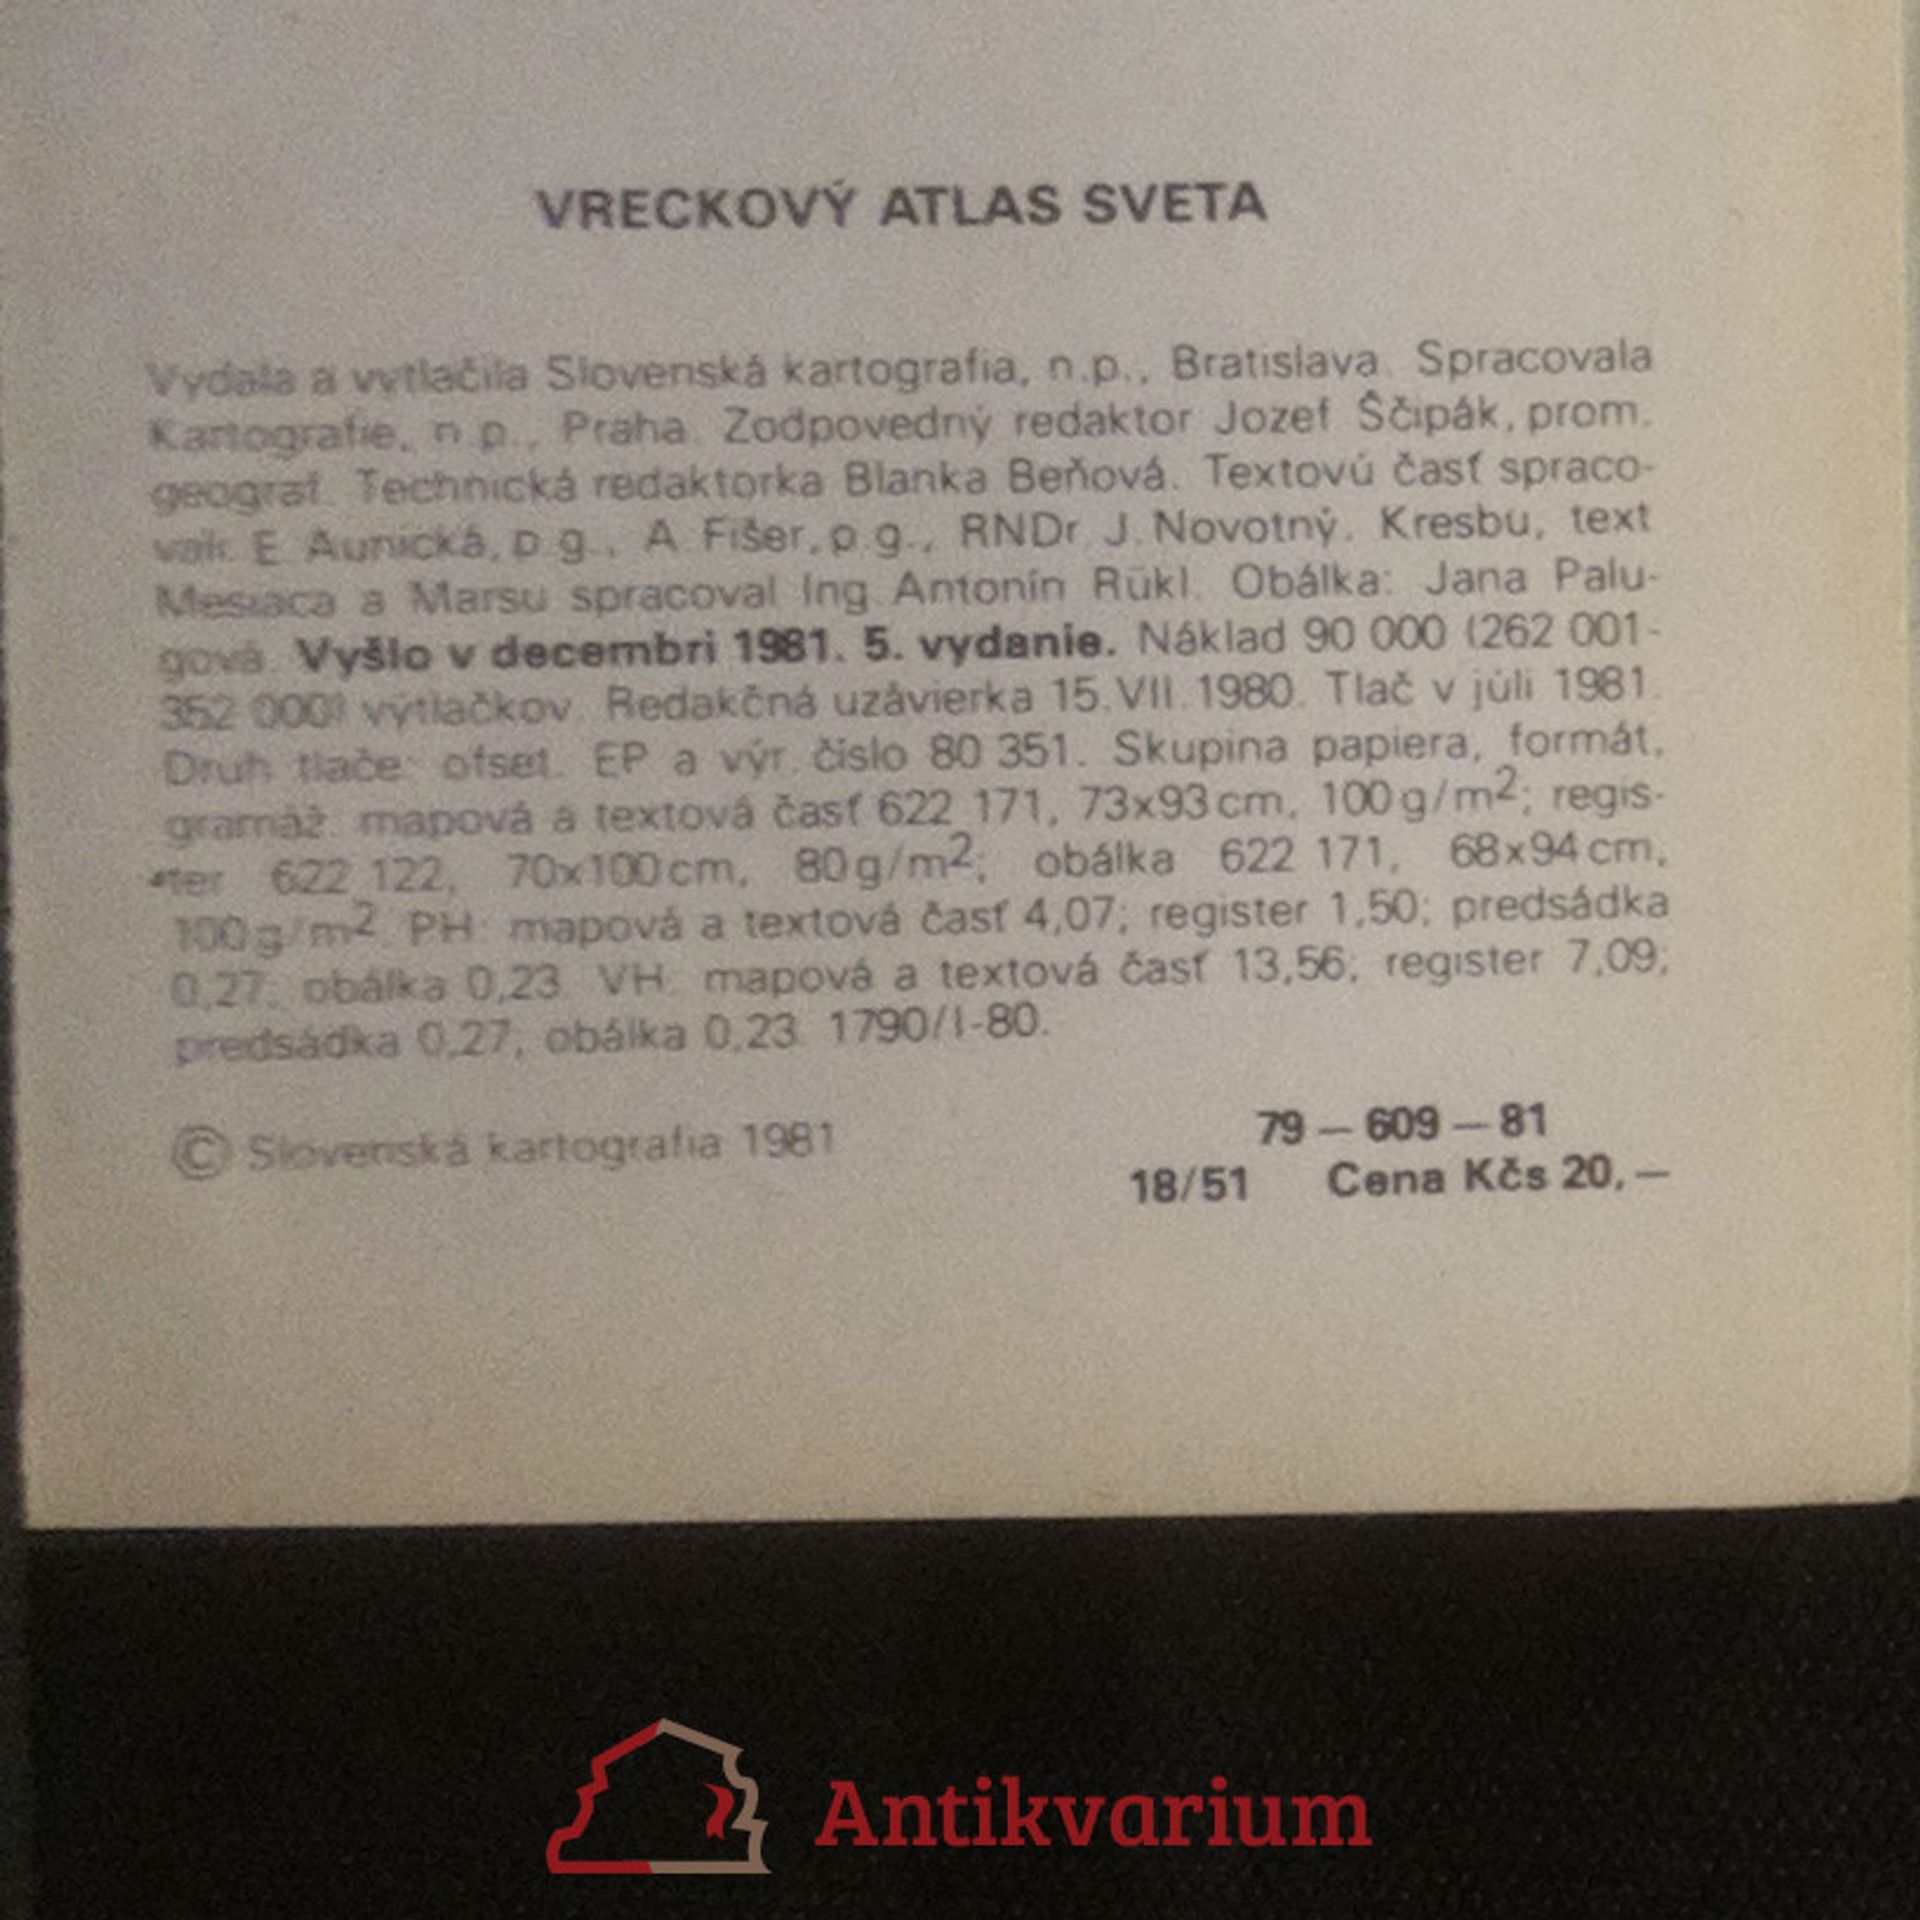 VRECKOVÝ ATLAS SVETA
Vydala a vytlačila Slovenská kartografia, n.p., Bratislava. Spracovala
Kartografie, n.p., Praha. Zodpovedný redaktor Jozef Ščipák, prom.
geograf. Technická redaktorka Blanka Beňová. Textovú časť spraco-
vali: E. Aunická, p.g., A. Fišer, p.g., RNDr. J. Novotný. Kresbu, text
Mesiaca a Marsu spracoval Ing. Antonín Rükl. Obálka: Jana Palu-
gová. Vyšlo v decembri 1981. 5. vydanie. Náklad 90 000 (262 001-
352 000) výtlačkov. Redakčná uzávierka 15. VII. 1980. Tlač v júli 1981.
Druh tlače: ofset. EP a výr. číslo 80 351. Skupina papiera, formát,
gramáž: mapová a textová časť 622 171, 73x93 cm, 100 g/m2; regis-
ter 622 122, 70x100 cm, 80 g/m2; obálka 622 171, 68x94 cm,
100 g/m2 PH: mapová a textová časť 4,07; register 1,50; predsádka
0,27; obálka 0,23. VH: mapová a textová časť 13,56; register 7,09;
predsádka 0,27; obálka 0,23. 1790/I-80.
© Slovenská kartografia 1981
79 — 609 — 81
18/51 Cena Kčs 20,—
Antikvarium